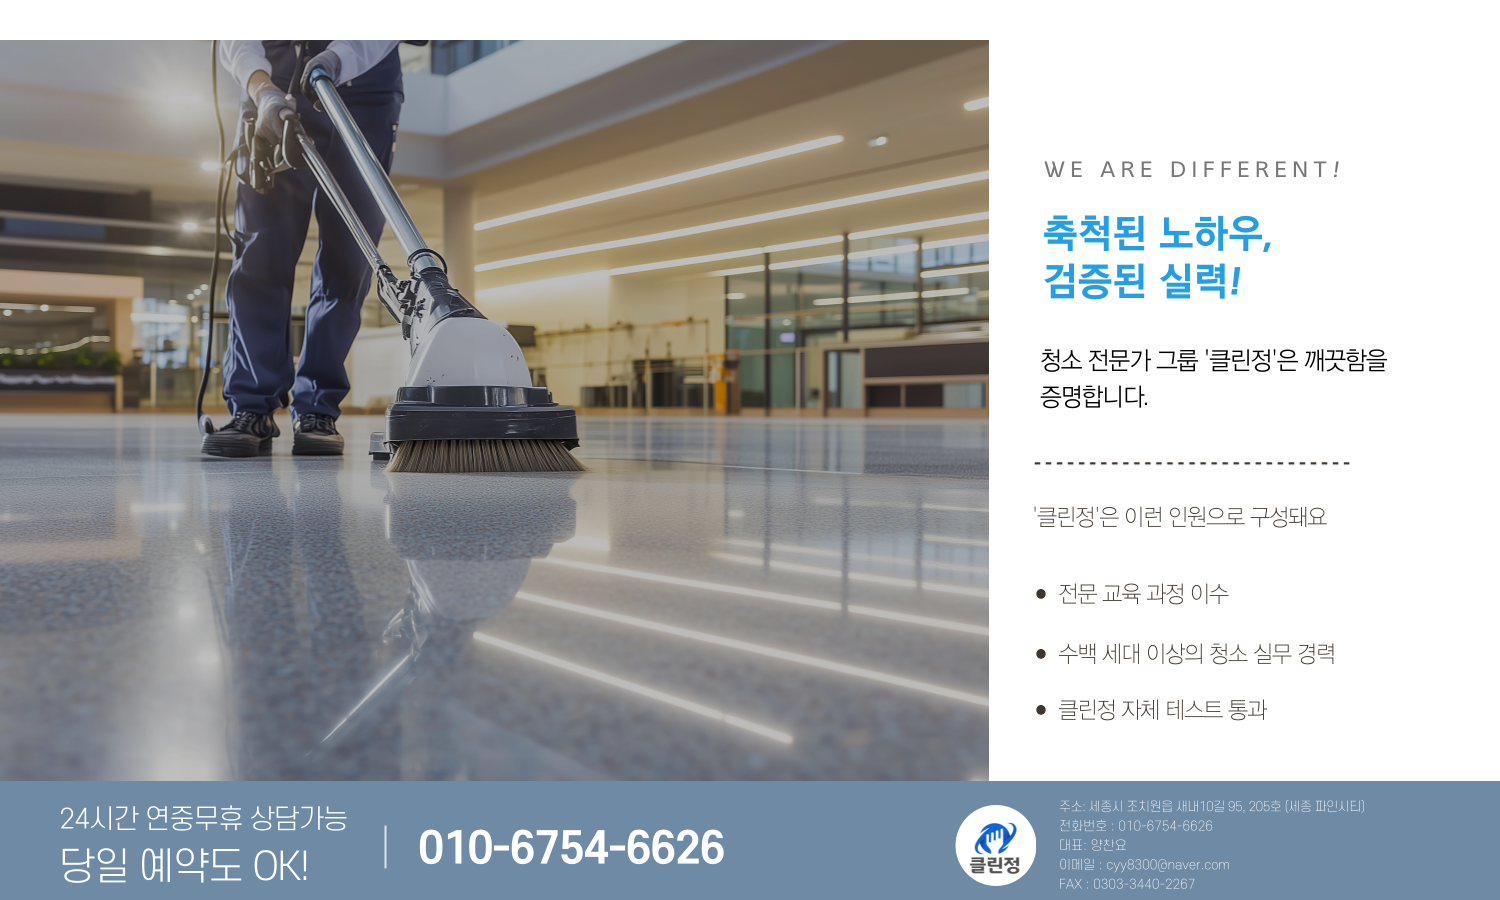 WE ARE DIFFERENT!
축척된 노하우,
검증된 실력!
청소 전문가 그룹 '클린정'은 깨끗함을
증명합니다.
'클린정'은 이런 인원으로 구성돼요
● 전문 교육 과정 이수
● 수백 세대 이상의 청소 실무 경력
● 클린정 자체 테스트 통과
24시간 연중무휴 상담가능
당일 예약도 OK!
010-6754-6626
클린정
주소: 세종시 조치원읍 새내10길 95, 205호 (세종 파인시티)
전화번호 : 010-6754-6626
대표: 양찬요
이메일 : cyy8300@naver.com
FAX : 0303-3440-2267